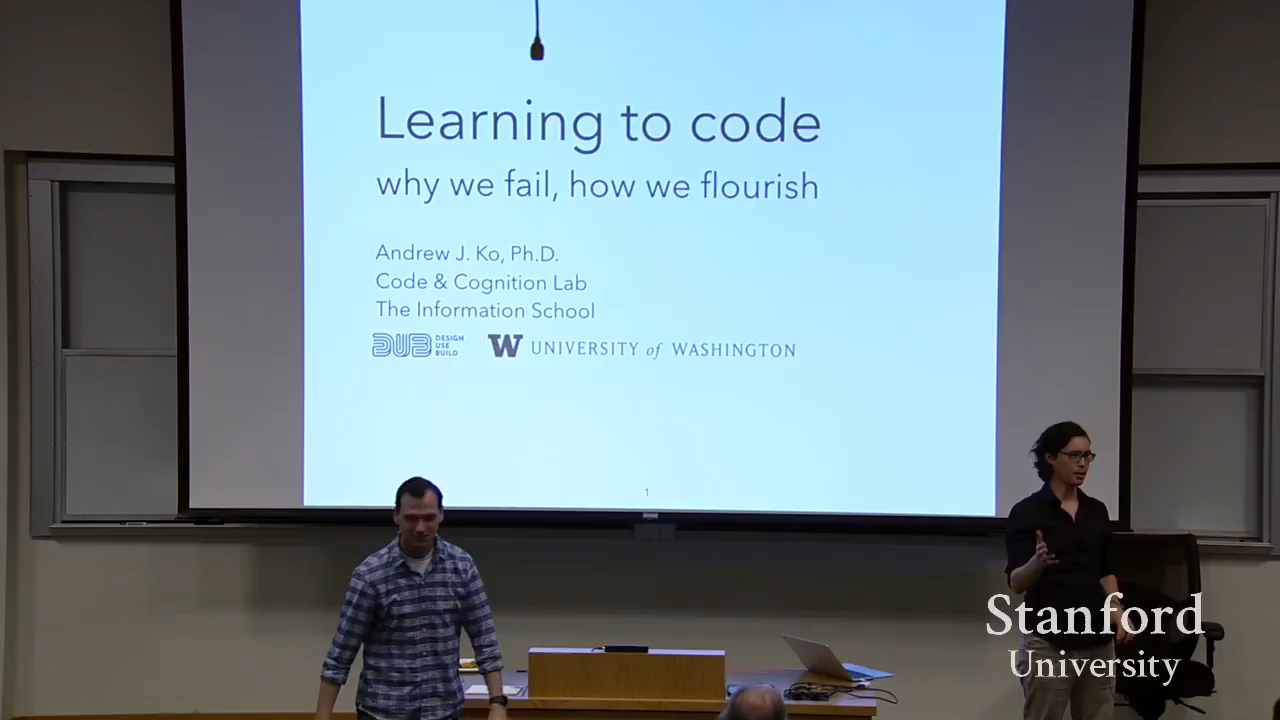 Learning to code
why we fail, how we flourish
Andrew J. Ko, Ph.D.
Code & Cognition Lab
The Information School
DUB DESIGN
USE
BUILD
W UNIVERSITY of WASHINGTON
1
Stanford
University